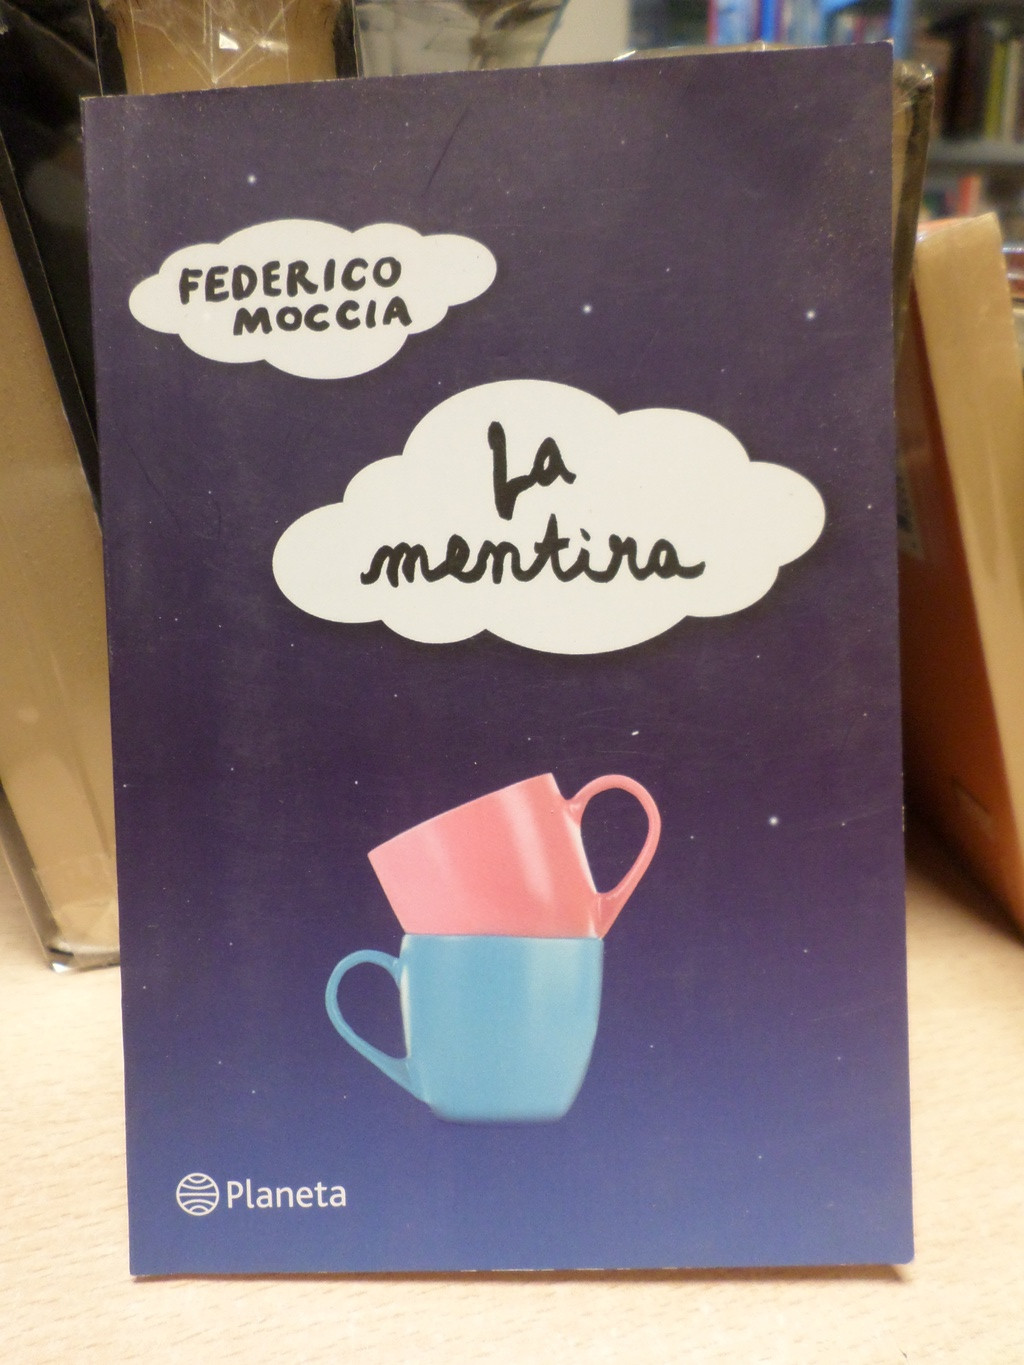 FEDERICO
MOCCIA
La
mentira
Planeta